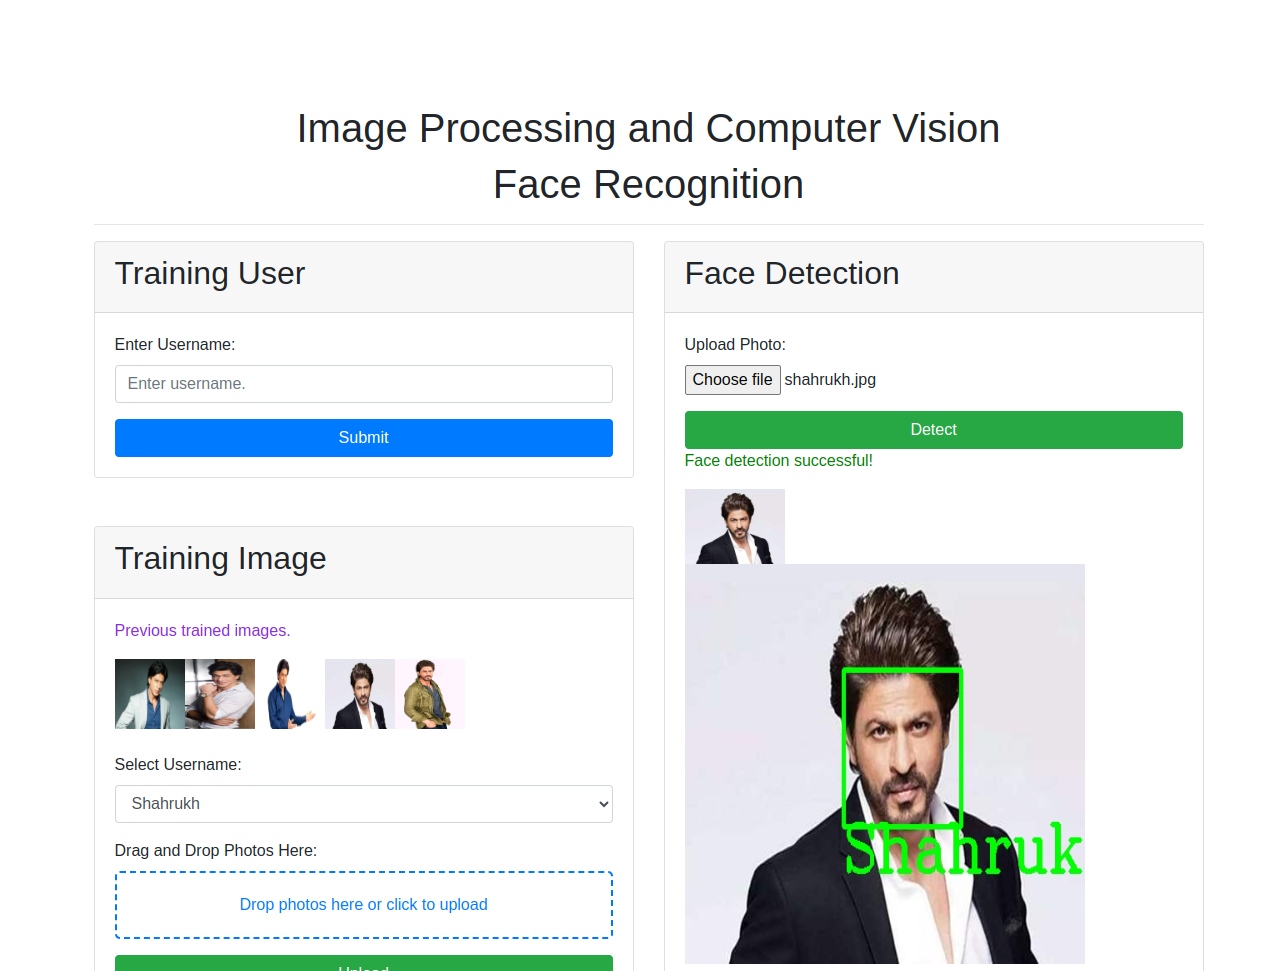 Image Processing and Computer Vision
Face Recognition
Training User
Enter Username:
Enter username.
Submit
Training Image
Previous trained images.
Select Username:
Shahrukh
Drag and Drop Photos Here:
Drop photos here or click to upload
Upload
Face Detection
Upload Photo:
Choose file shahrukh.jpg
Detect
Face detection successful!
Shahruk